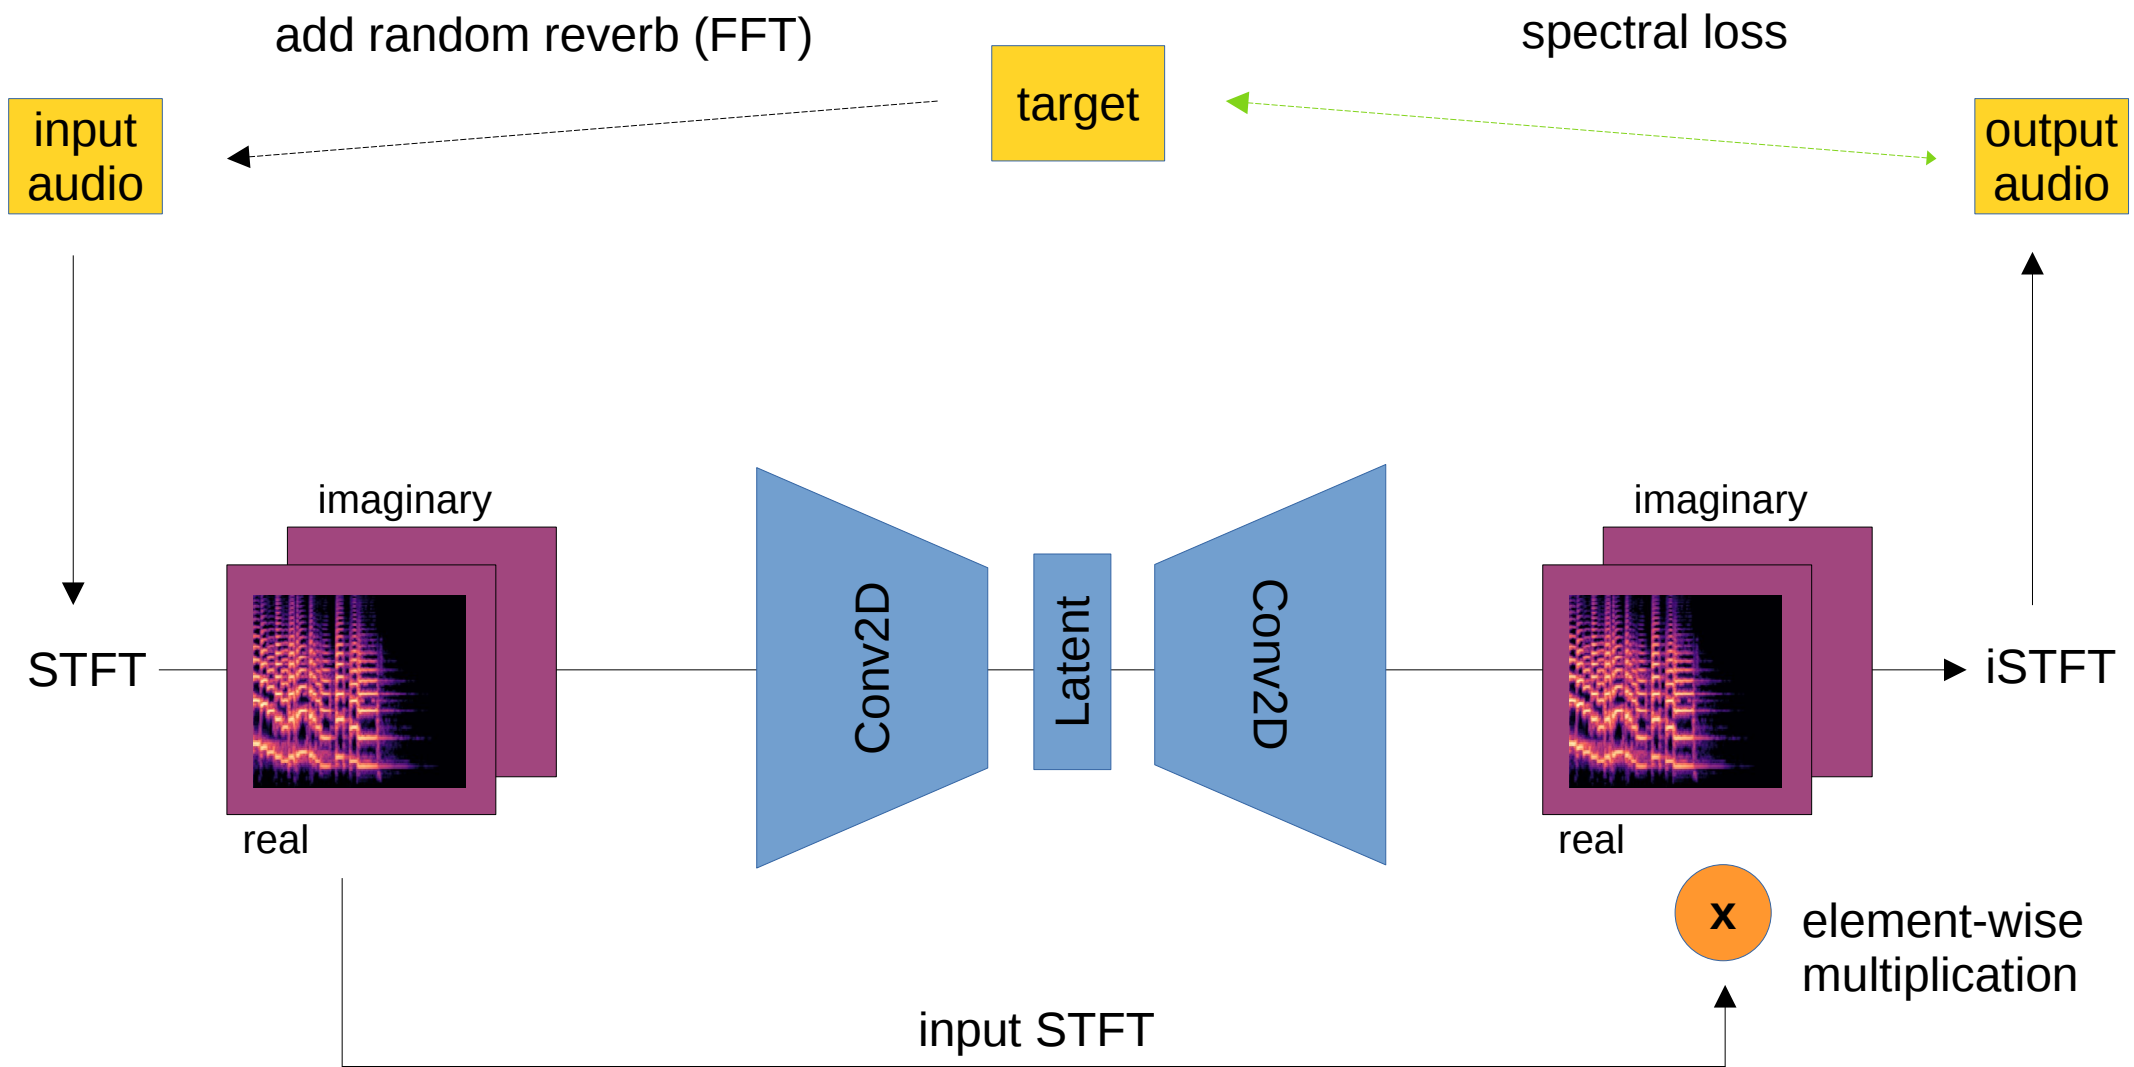 add random reverb (FFT)
spectral loss
target
input
audio
output
audio
imaginary
imaginary
Conv2D
Latent
Conv2D
STFT
iSTFT
real
real
x
element-wise
multiplication
input STFT